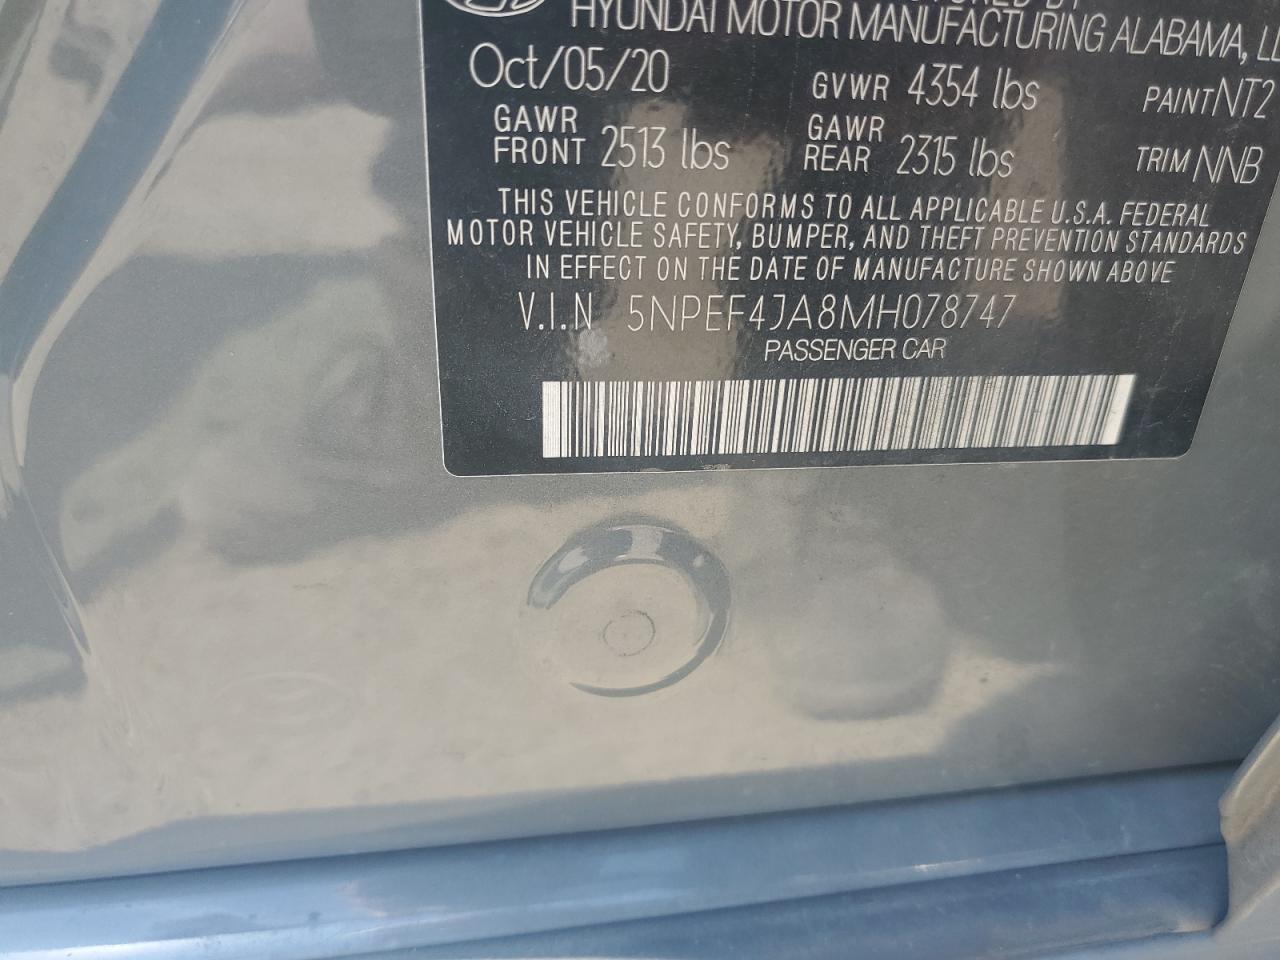 BY
HYUNDAI MOTOR MANUFACTURING ALABAMA,
Oct/05/20 GVWR 4354 lbs PAINT NT2
GAWR FRONT 2513 lbs GAWR REAR 2315 lbs TRIM NNB
THIS VEHICLE CONFORMS TO ALL APPLICABLE U.S.A. FEDERAL
MOTOR VEHICLE SAFETY, BUMPER, AND THEFT PREVENTION STANDARDS
IN EFFECT ON THE DATE OF MANUFACTURE SHOWN ABOVE
V.I.N 5NPEF4JA8MH078747
PASSENGER CAR